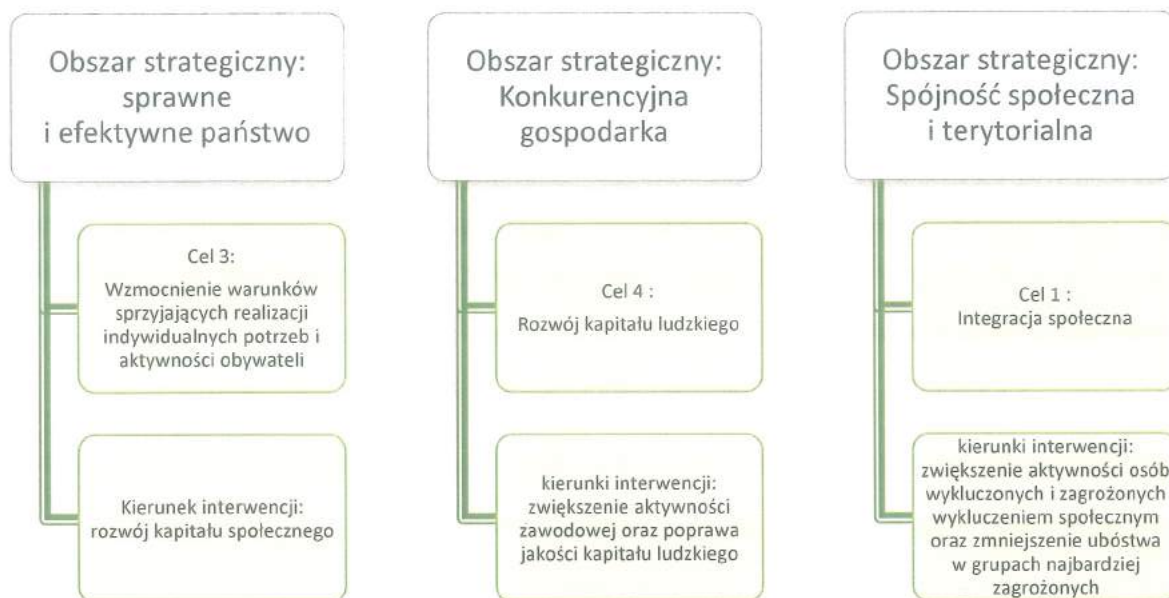 Obszar strategiczny:
sprawne
i efektywne państwo
Cel 3:
Wzmocnienie warunków
sprzyjających realizacji
indywidualnych potrzeb i
aktywności obywateli
Kierunek interwencji:
rozwój kapitału społecznego
Obszar strategiczny:
Konkurencyjna
gospodarka
Cel 4 :
Rozwój kapitału ludzkiego
kierunki interwencji:
zwiększenie aktywności
zawodowej oraz poprawa
jakości kapitału ludzkiego
Obszar strategiczny:
Spójność społeczna
i terytorialna
Cel 1 :
Integracja społeczna
kierunki interwencji:
zwiększenie aktywności osób
wykluczonych i zagrożonych
wykluczeniem społecznym
oraz zmniejszenie ubóstwa
w grupach najbardziej
zagrożonych